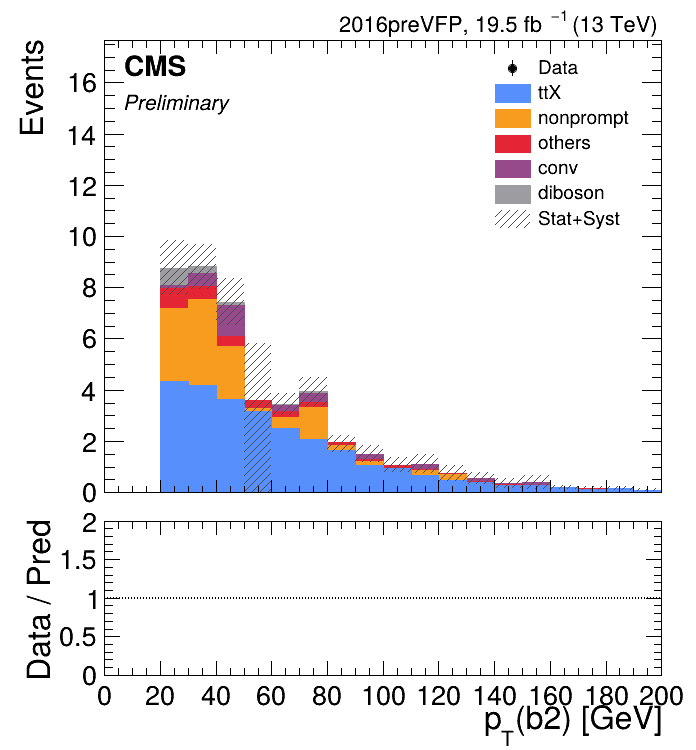 2016preVFP, 19.5 fb⁻¹ (13 TeV)
CMS
Preliminary
Data
ttX
nonprompt
others
conv
diboson
Stat+Syst
Events
16
14
12
10
8
6
4
2
0
Data / Pred
2
1.5
1
0.5
0
0 20 40 60 80 100 120 140 160 180 200
p_T(b2) [GeV]